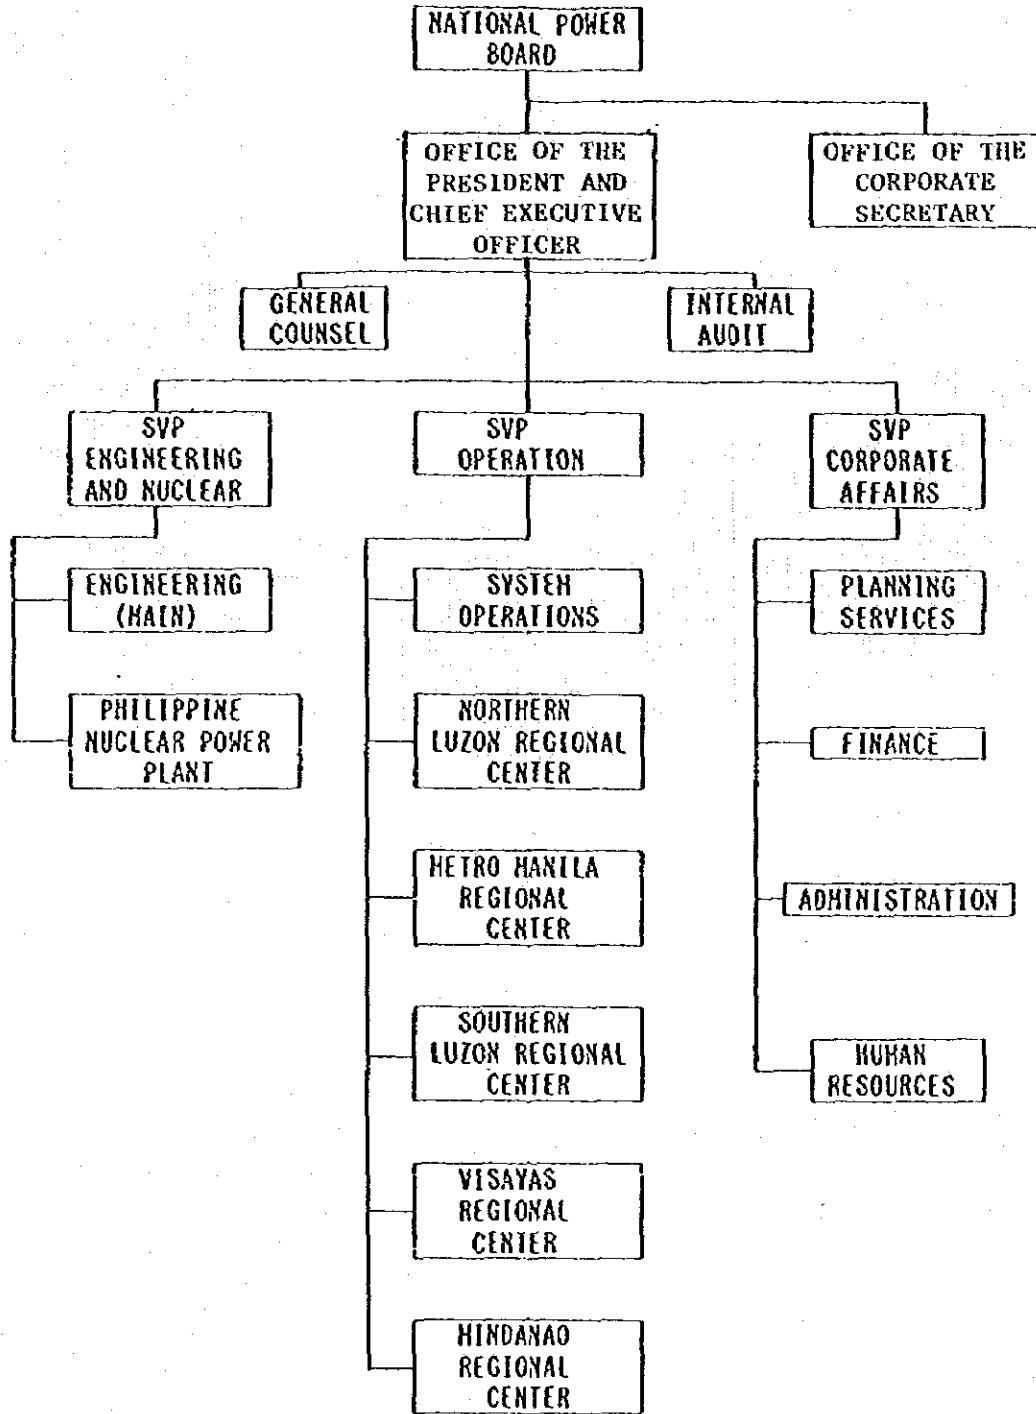 NATIONAL POWER
BOARD
OFFICE OF THE
PRESIDENT AND
CHIEF EXECUTIVE
OFFICER
OFFICE OF THE
CORPORATE
SECRETARY
GENERAL
COUNSEL
INTERNAL
AUDIT
SVP
ENGINEERING
AND NUCLEAR
SVP
OPERATION
SVP
CORPORATE
AFFAIRS
ENGINEERING
(MAIN)
PHILIPPINE
NUCLEAR POWER
PLANT
SYSTEM
OPERATIONS
NORTHERN
LUZON REGIONAL
CENTER
METRO MANILA
REGIONAL
CENTER
SOUTHERN
LUZON REGIONAL
CENTER
VISAYAS
REGIONAL
CENTER
MINDANAO
REGIONAL
CENTER
PLANNING
SERVICES
FINANCE
ADMINISTRATION
HUMAN
RESOURCES